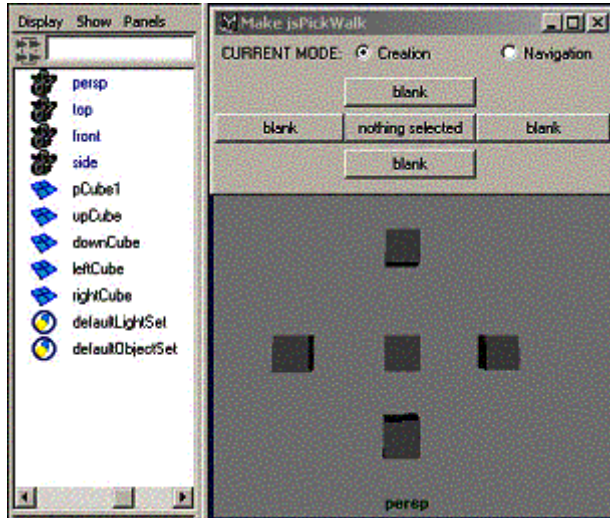 Display Show Panels
persp
top
front
side
pCube1
upCube
downCube
leftCube
rightCube
defaultLightSet
defaultObjectSet
Make jsPickWalk
CURRENT MODE: Creation Navigation
blank
blank nothing selected blank
blank
persp